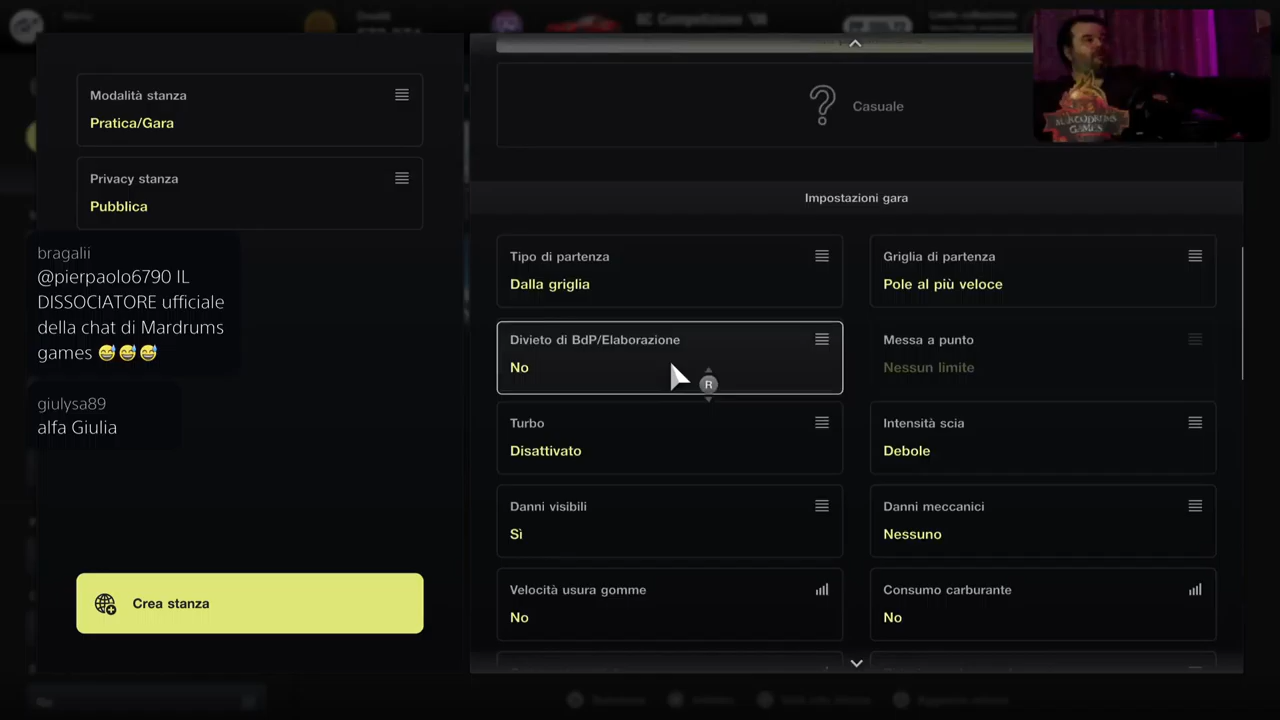 Modalità stanza
Pratica/Gara
Privacy stanza
Pubblica
bragalii
@pierpaolo6790 IL
DISSOCIATORE ufficiale
della chat di Mardrums
games 😅😅😅
giulysa89
alfa Giulia
Crea stanza
Casuale
Impostazioni gara
Tipo di partenza
Dalla griglia
Griglia di partenza
Pole al più veloce
Divieto di BdP/Elaborazione
No
R
Messa a punto
Nessun limite
Turbo
Disattivato
Intensità scia
Debole
Danni visibili
Sì
Danni meccanici
Nessuno
Velocità usura gomme
No
Consumo carburante
No
MARCODRUMS
GAMES